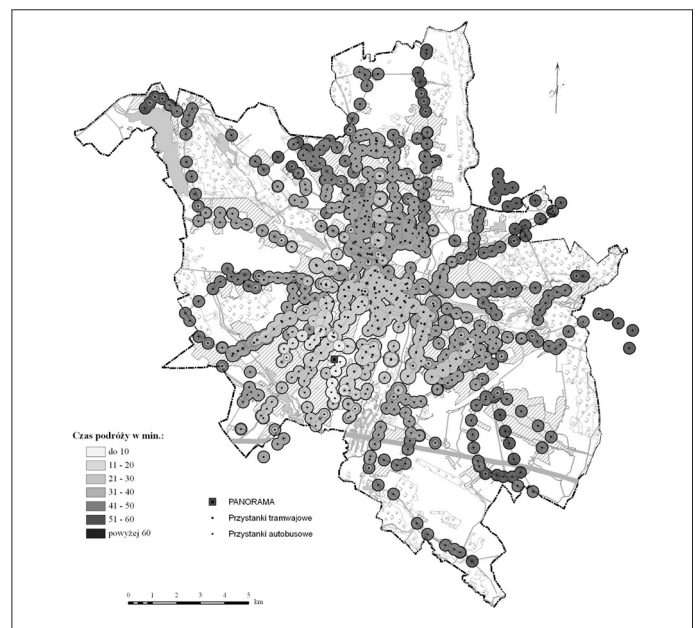 Czas podróży w min.:
do 10
11 - 20
21 - 30
31 - 40
41 - 50
51 - 60
powyżej 60
PANORAMA
Przystanki tramwajowe
Przystanki autobusowe
0 1 2 3 4 5
km